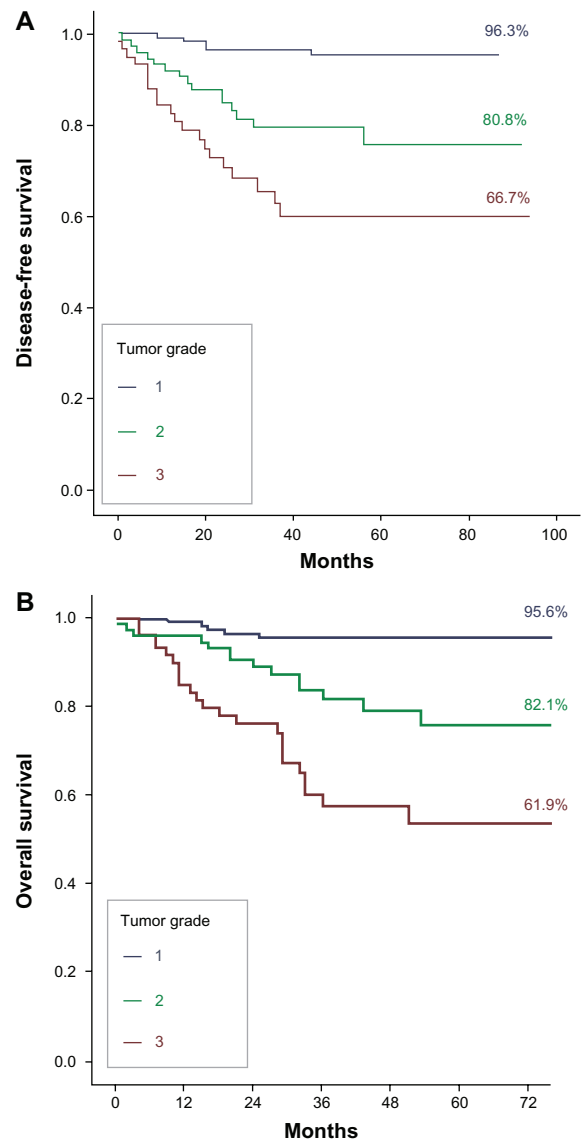 A
1.0
0.8
0.6
0.4
0.2
0.0
Disease-free survival
96.3%
80.8%
66.7%
Tumor grade
1
2
3
0 20 40 60 80 100
Months
B
1.0
0.8
0.6
0.4
0.2
0.0
Overall survival
95.6%
82.1%
61.9%
Tumor grade
1
2
3
0 12 24 36 48 60 72
Months